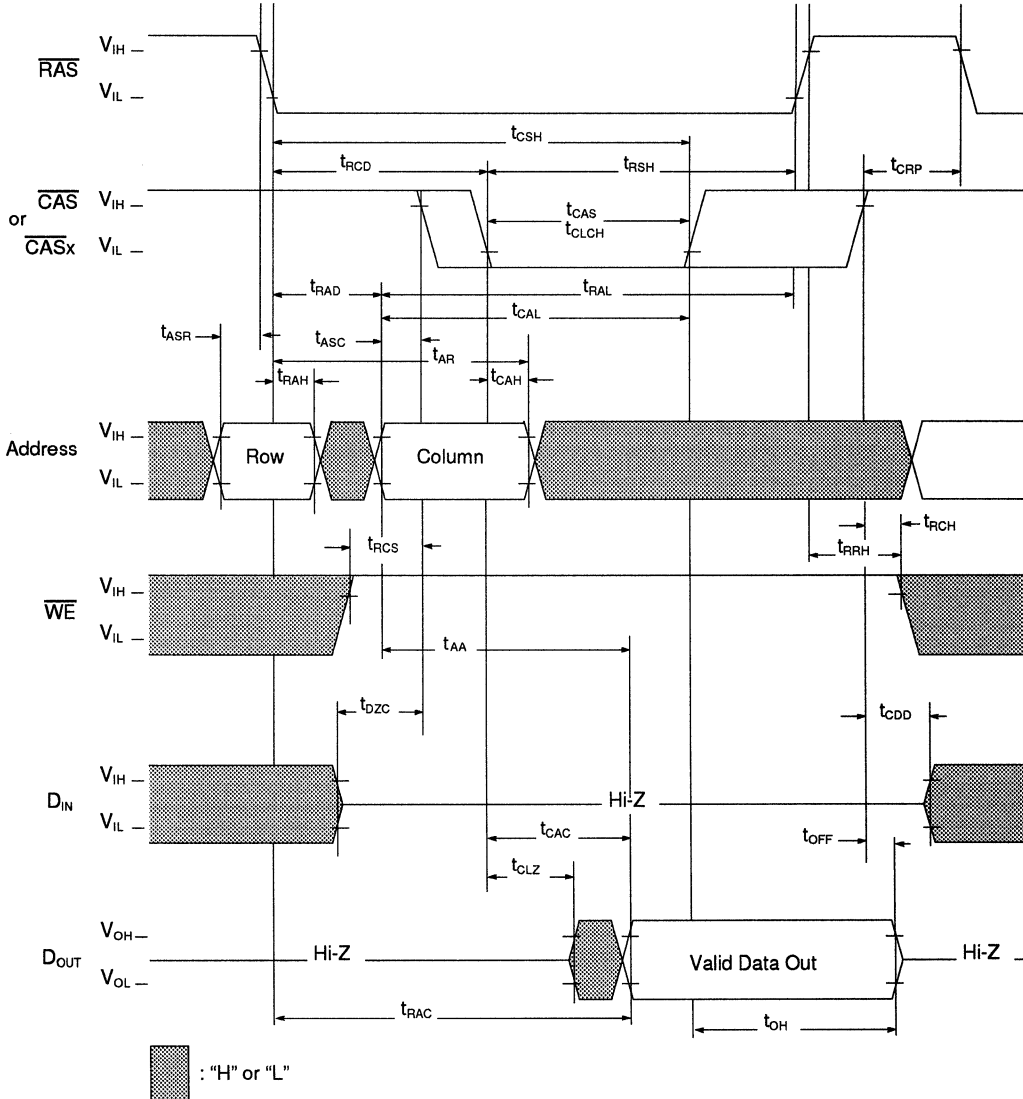 RAS
VIH
VIL
tCSH
tRCD
tRSH
tCRP
CAS
or
CASx
VIH
VIL
tCAS
tCLCH
tRAD
tRAL
tCAL
tASR
tASC
tAR
tRAH
tCAH
Address
VIH
VIL
Row
Column
tRCS
tRCH
tRRH
WE
VIH
VIL
tAA
tDZC
tCDD
DIN
VIH
VIL
Hi-Z
tCAC
tOFF
tCLZ
DOUT
VOH
VOL
Hi-Z
Valid Data Out
Hi-Z
tRAC
tOH
: “H” or “L”